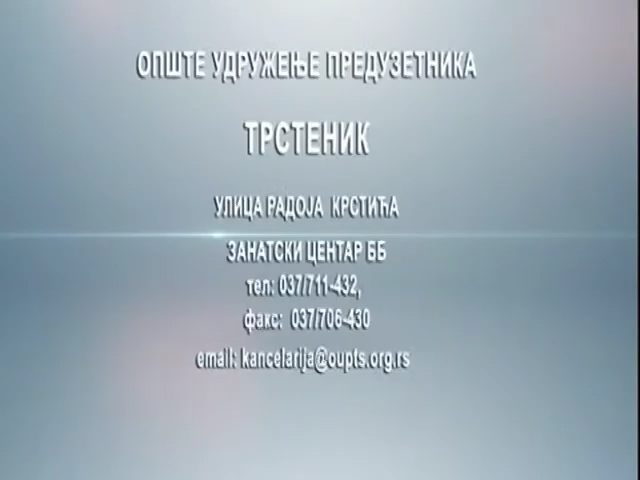 ОПШТЕ УДРУЖЕЊЕ ПРЕДУЗЕТНИКА
ТРСТЕНИК
УЛИЦА РАДОЈА КРСТИЋА
ЗАНАТСКИ ЦЕНТАР ББ
тел: 037/711-432,
факс: 037/706-430
email: kancelarija@oupts.org.rs